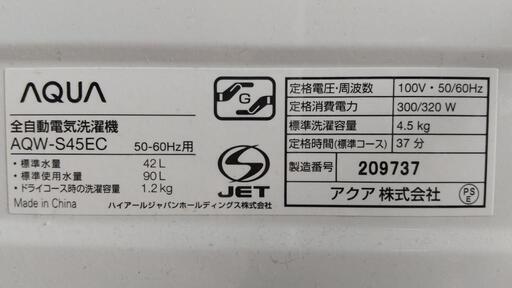 AQUA
G
全自動電気洗濯機
AQW-S45EC 50-60Hz用
・標準水量 42L
・標準使用水量 90L
・ドライコース時の洗濯容量 1.2kg
Made in China
ハイアールジャパンホールディングス株式会社
S
JET
定格電圧・周波数 100V・50/60Hz
定格消費電力 300/320 W
標準洗濯容量 4.5 kg
定格時間(標準コース) 37 分
製造番号 209737
アクア 株式会社
PS
E